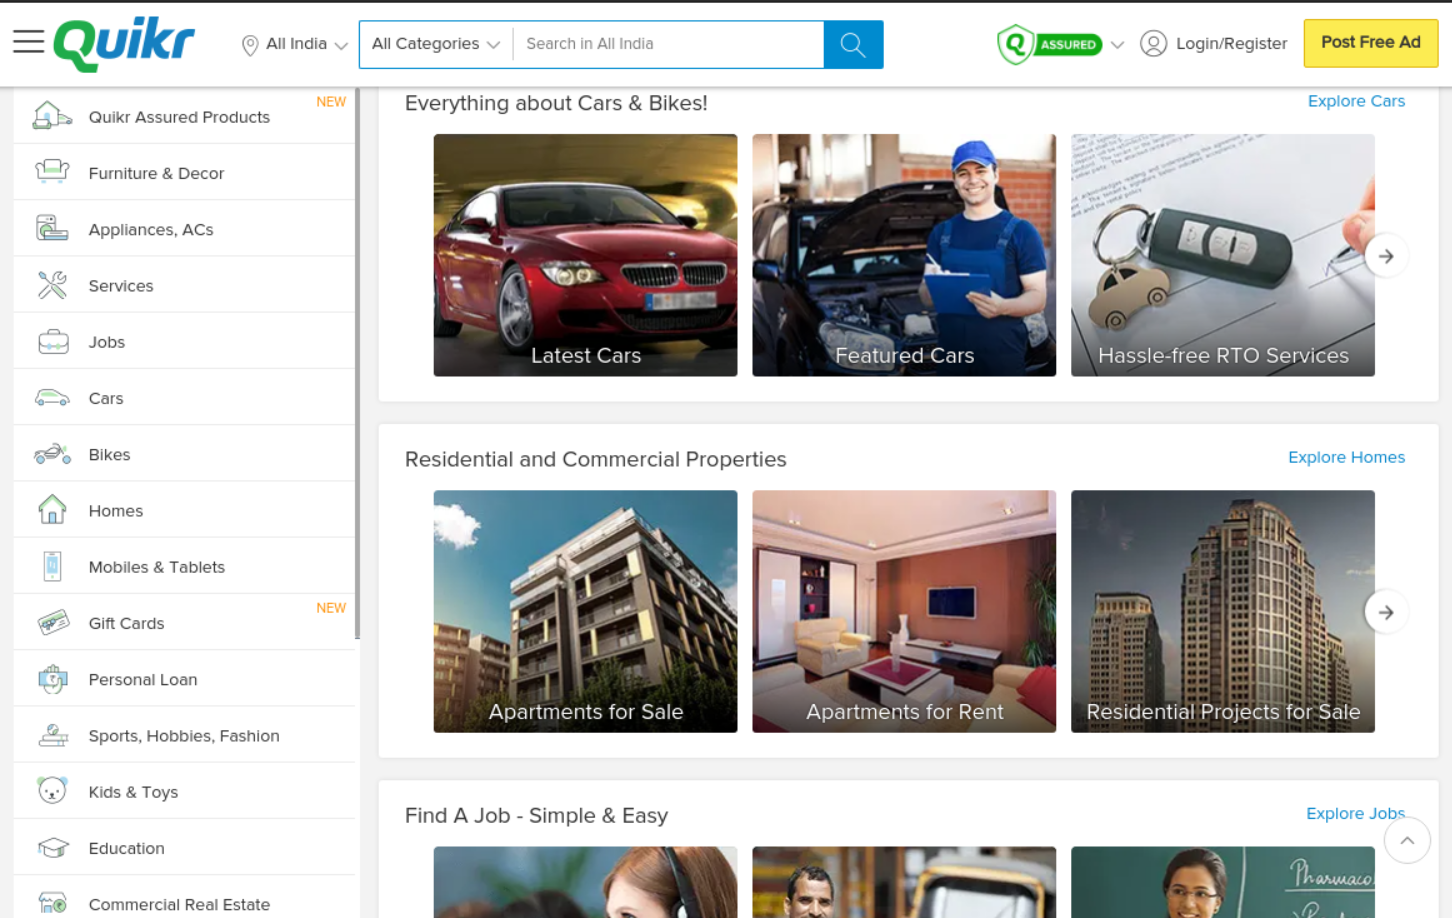 Quikr
All India
All Categories
Search in All India
Q ASSURED
Login/Register
Post Free Ad
Quikr Assured Products
NEW
Furniture & Decor
Appliances, ACs
Services
Jobs
Cars
Bikes
Homes
Mobiles & Tablets
Gift Cards
NEW
Personal Loan
Sports, Hobbies, Fashion
Kids & Toys
Education
Commercial Real Estate
Everything about Cars & Bikes!
Explore Cars
Latest Cars
Featured Cars
Hassle-free RTO Services
Residential and Commercial Properties
Explore Homes
Apartments for Sale
Apartments for Rent
Residential Projects for Sale
Find A Job - Simple & Easy
Explore Jobs